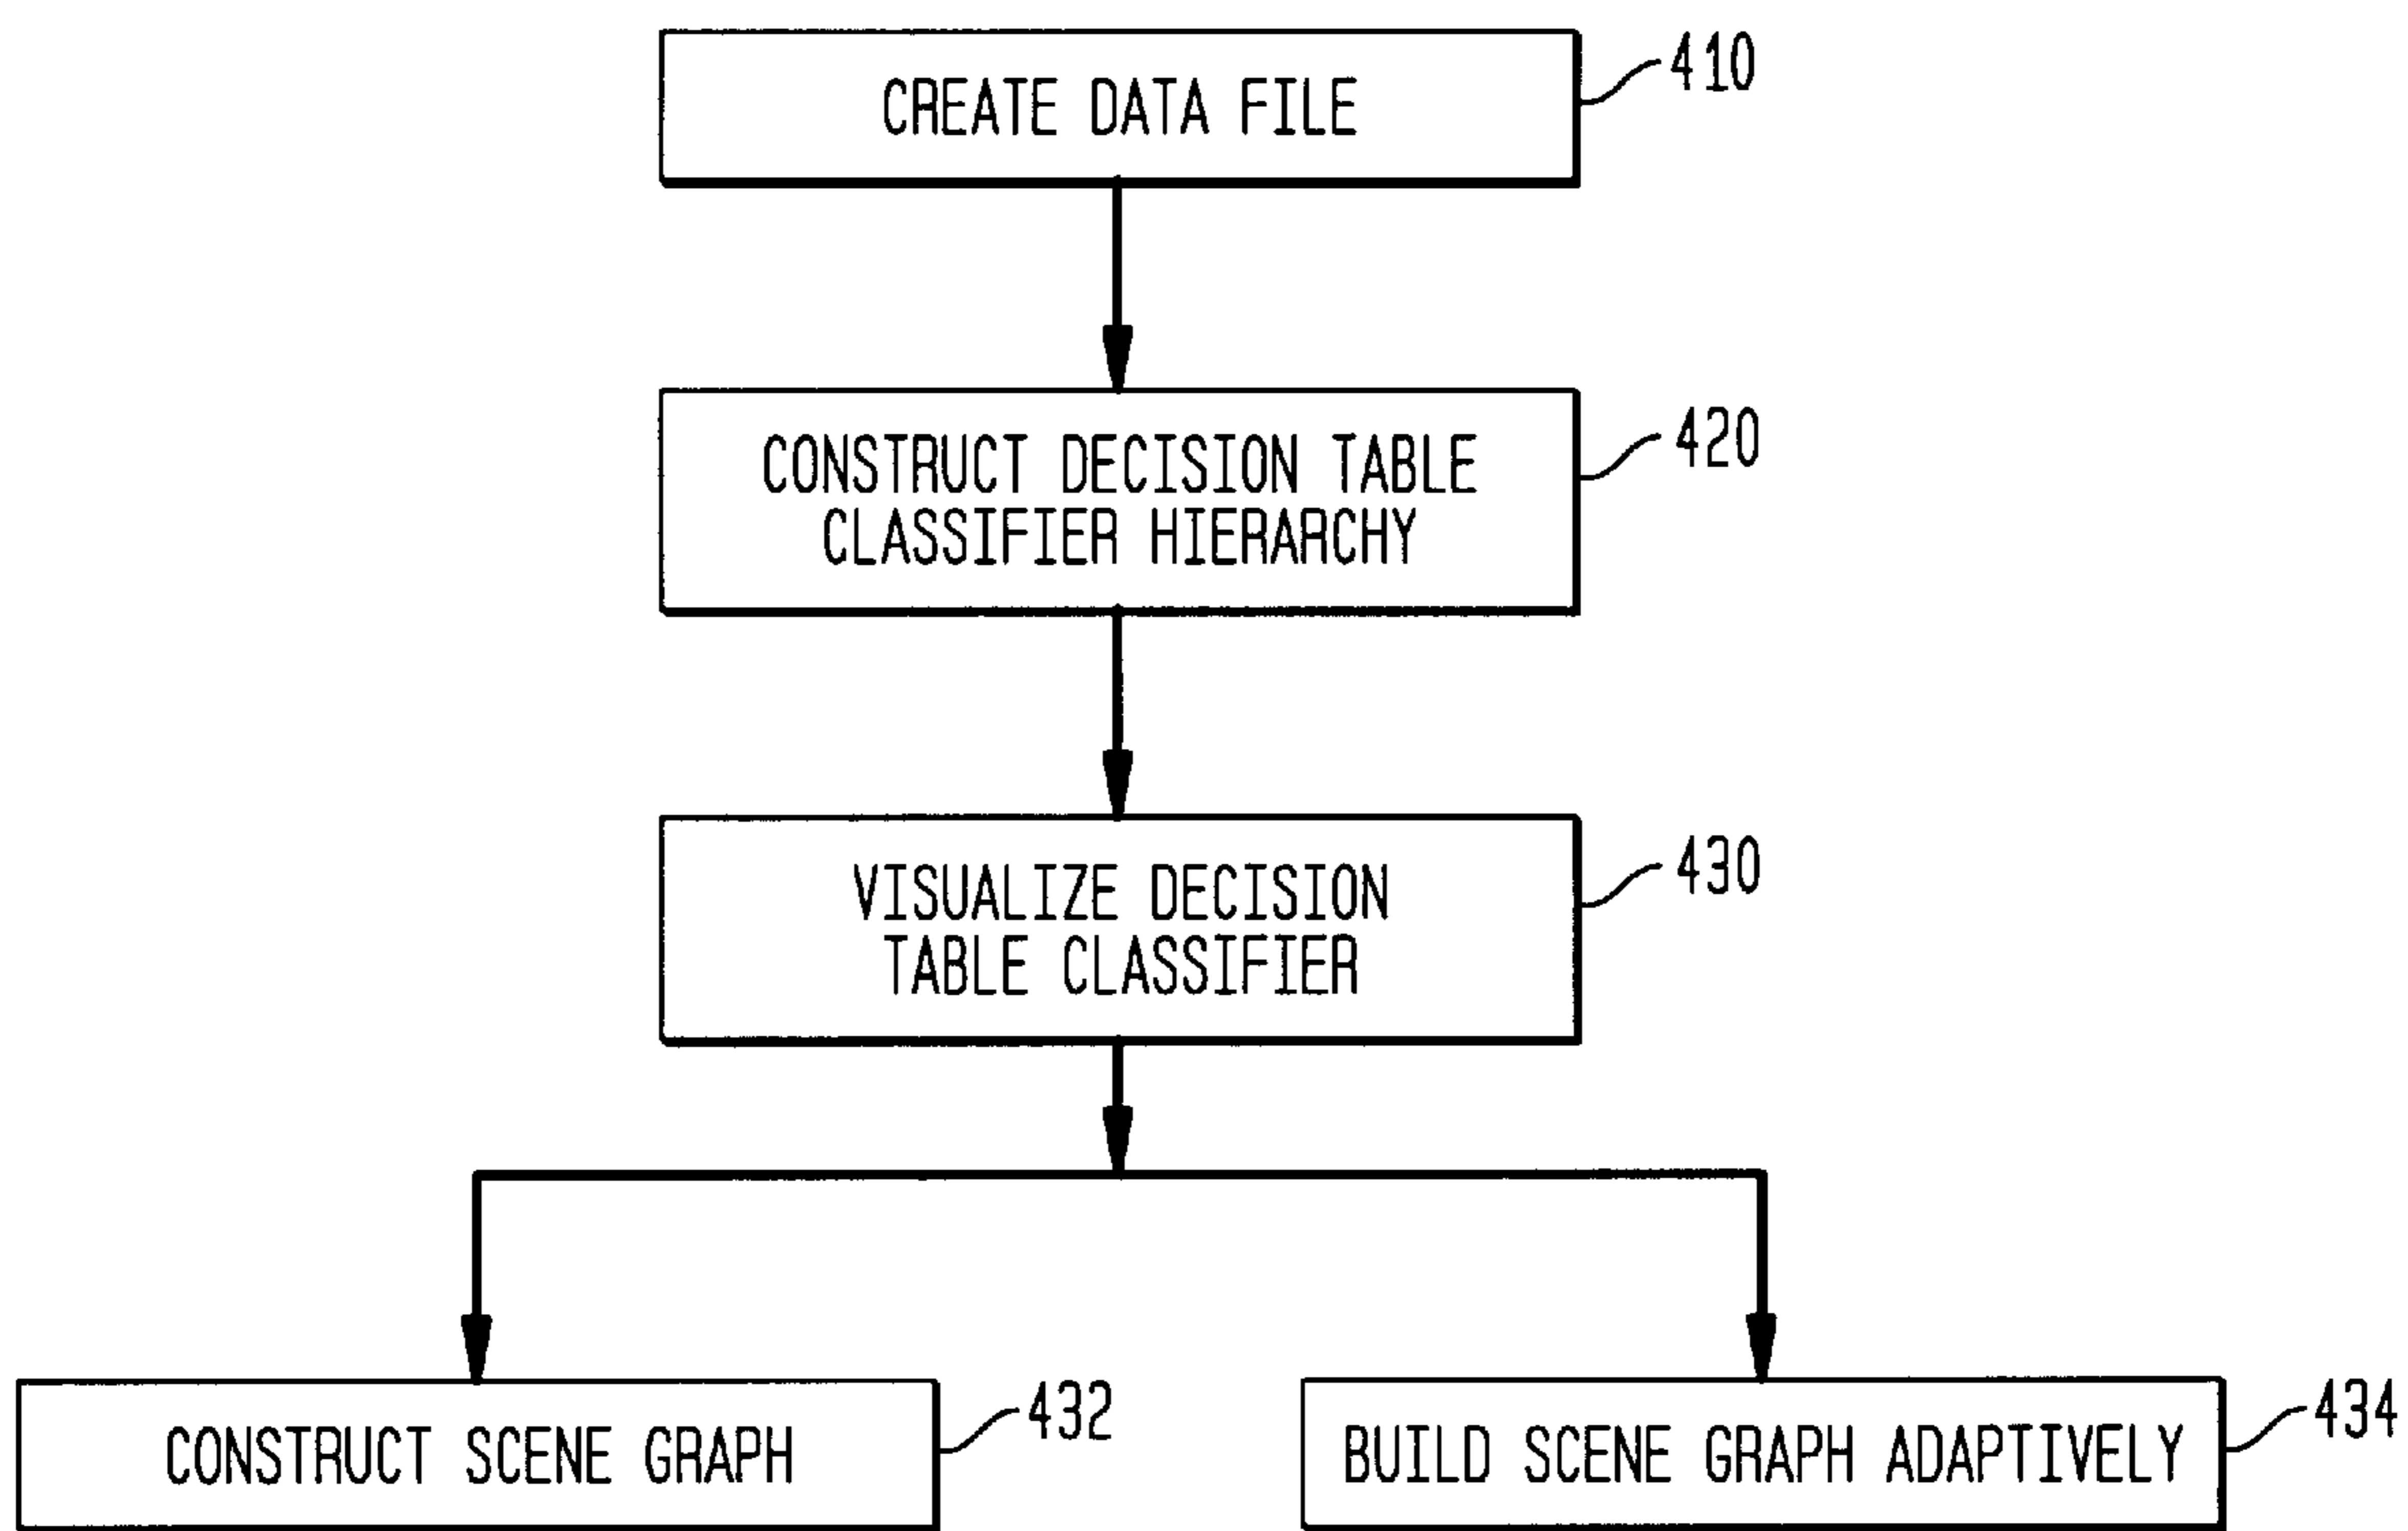 CREATE DATA FILE
410
CONSTRUCT DECISION TABLE
CLASSIFIER HIERARCHY
420
VISUALIZE DECISION
TABLE CLASSIFIER
430
CONSTRUCT SCENE GRAPH
432
BUILD SCENE GRAPH ADAPTIVELY
434